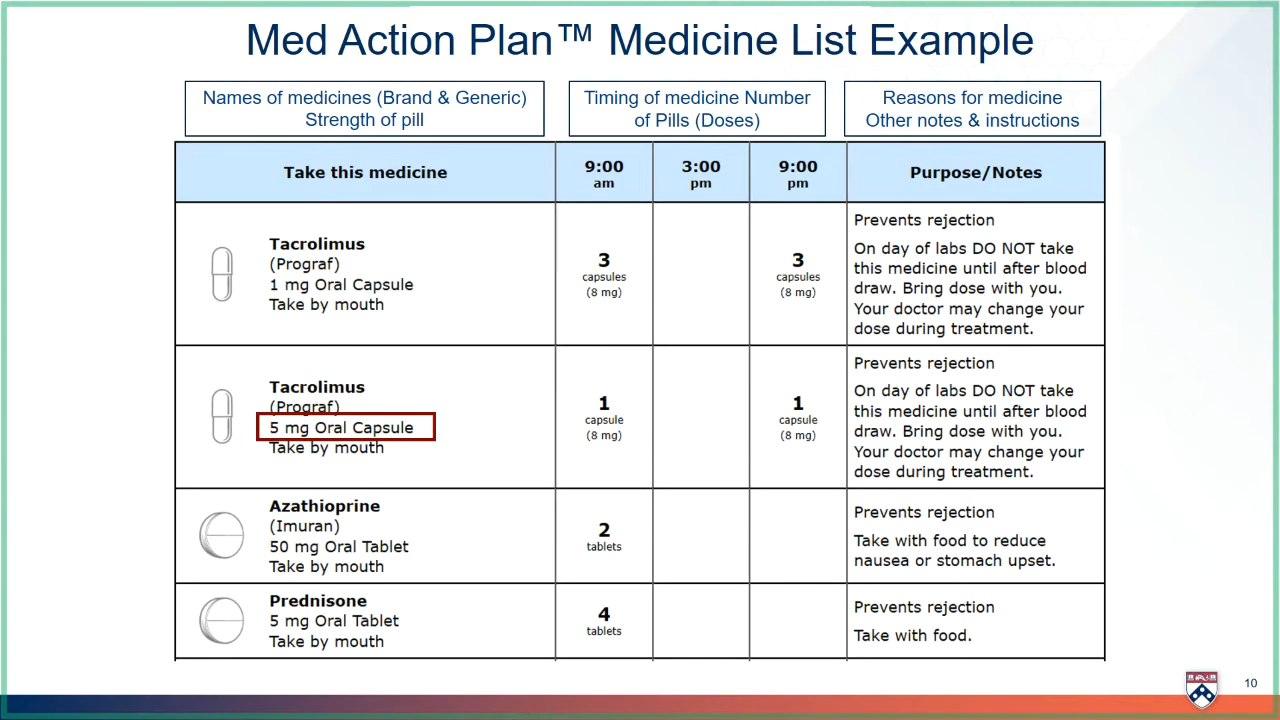 Med Action Plan™ Medicine List Example
Names of medicines (Brand & Generic)
Strength of pill
Timing of medicine Number
of Pills (Doses)
Reasons for medicine
Other notes & instructions
Take this medicine
9:00
am
3:00
pm
9:00
pm
Purpose/Notes
Tacrolimus
(Prograf)
1 mg Oral Capsule
Take by mouth
3
capsules
(8 mg)
3
capsules
(8 mg)
Prevents rejection
On day of labs DO NOT take
this medicine until after blood
draw. Bring dose with you.
Your doctor may change your
dose during treatment.
Tacrolimus
(Prograf)
5 mg Oral Capsule
Take by mouth
1
capsule
(8 mg)
1
capsule
(8 mg)
Prevents rejection
On day of labs DO NOT take
this medicine until after blood
draw. Bring dose with you.
Your doctor may change your
dose during treatment.
Azathioprine
(Imuran)
50 mg Oral Tablet
Take by mouth
2
tablets
Prevents rejection
Take with food to reduce
nausea or stomach upset.
Prednisone
5 mg Oral Tablet
Take by mouth
4
tablets
Prevents rejection
Take with food.
10